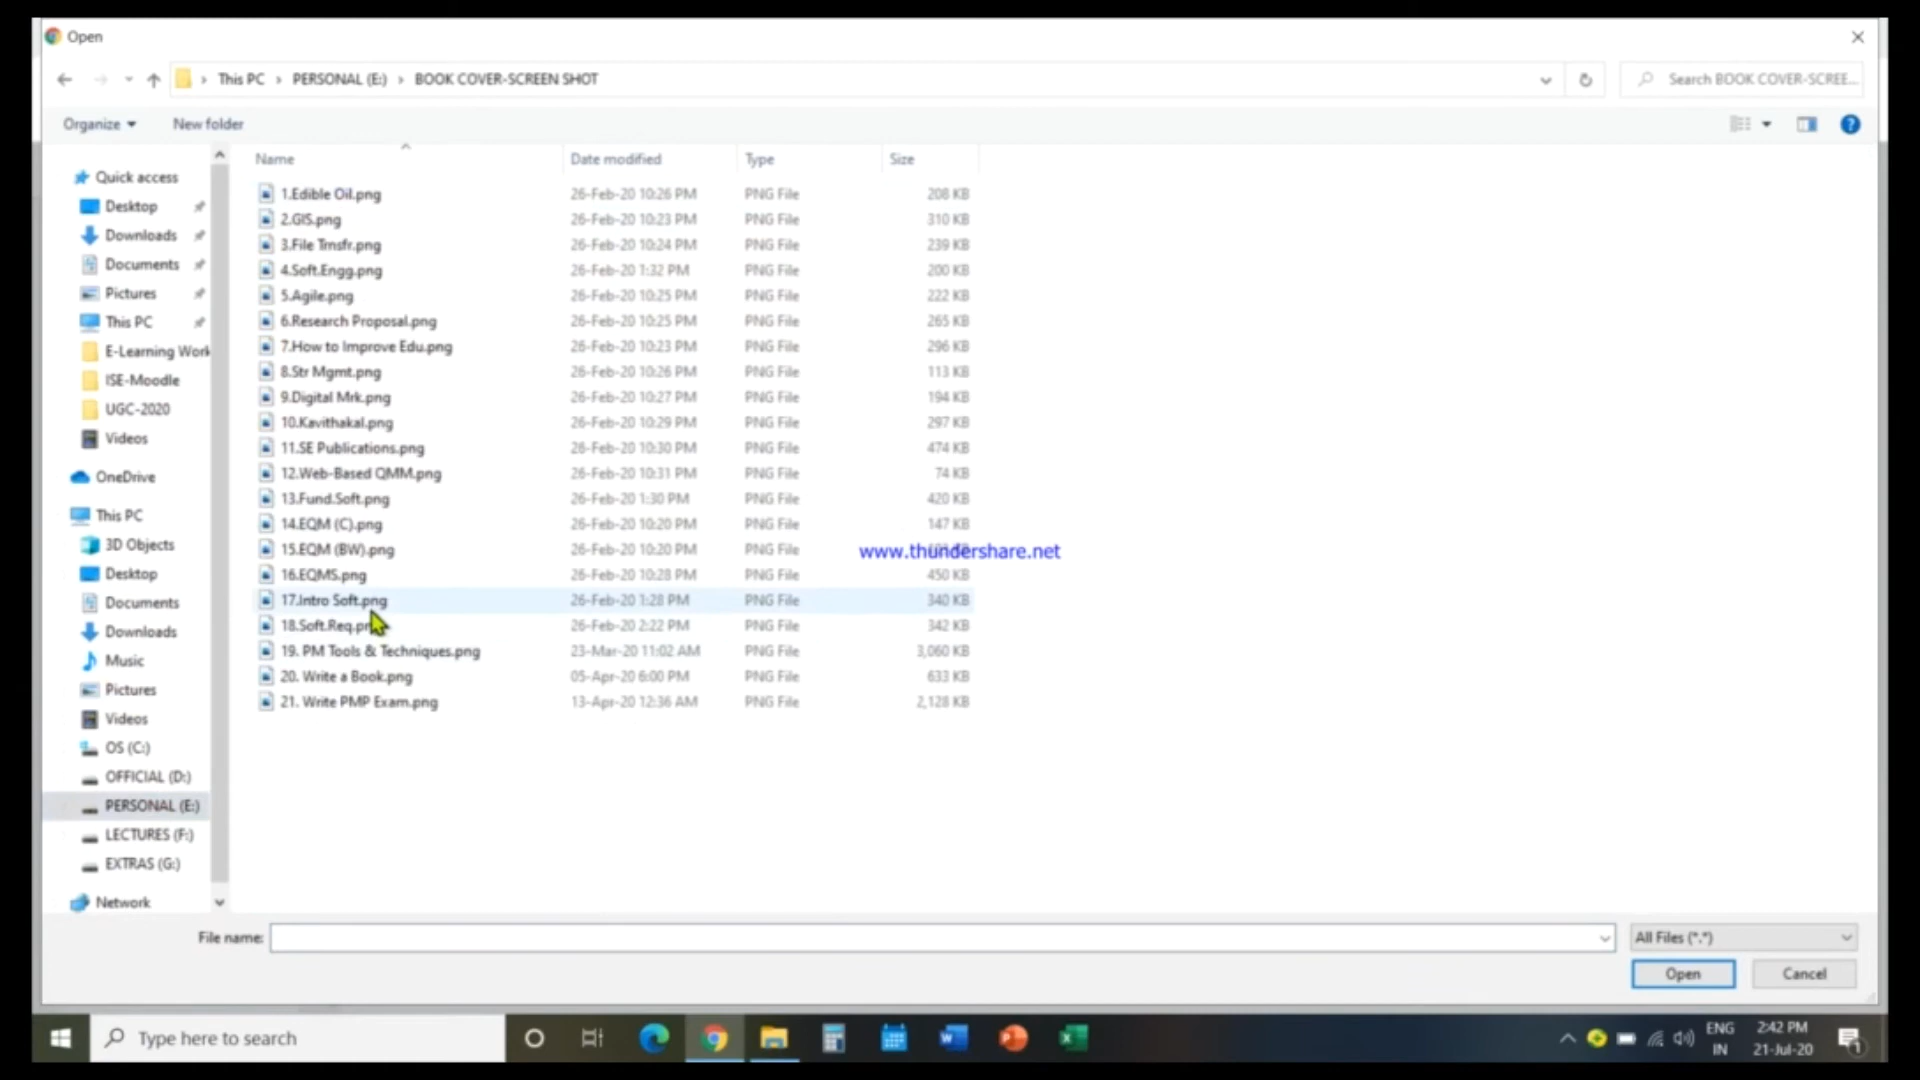 Open
This PC > PERSONAL (E:) > BOOK COVER-SCREEN SHOT
Search BOOK COVER-SCREE...
Organize New folder
Name Date modified Type Size
1.Edible Oil.png 26-Feb-20 10:26 PM PNG File 208 KB
2.GIS.png 26-Feb-20 10:23 PM PNG File 310 KB
3.File Trnsfr.png 26-Feb-20 10:24 PM PNG File 239 KB
4.Soft.Engg.png 26-Feb-20 1:32 PM PNG File 200 KB
5.Agile.png 26-Feb-20 10:25 PM PNG File 222 KB
6.Research Proposal.png 26-Feb-20 10:25 PM PNG File 265 KB
7.How to Improve Edu.png 26-Feb-20 10:23 PM PNG File 296 KB
8.Str Mgmt.png 26-Feb-20 10:26 PM PNG File 113 KB
9.Digital Mrk.png 26-Feb-20 10:27 PM PNG File 194 KB
10.Kavithakal.png 26-Feb-20 10:29 PM PNG File 297 KB
11.SE Publications.png 26-Feb-20 10:30 PM PNG File 474 KB
12.Web-Based QMM.png 26-Feb-20 10:31 PM PNG File 74 KB
13.Fund.Soft.png 26-Feb-20 1:30 PM PNG File 420 KB
14.EQM (C).png 26-Feb-20 10:20 PM PNG File 147 KB
15.EQM (BW).png 26-Feb-20 10:20 PM PNG File
www.thundershare.net
16.EQMS.png 26-Feb-20 10:28 PM PNG File 450 KB
17.Intro Soft.png 26-Feb-20 1:28 PM PNG File 340 KB
18.Soft.Req.png 26-Feb-20 2:22 PM PNG File 342 KB
19. PM Tools & Techniques.png 23-Mar-20 11:02 AM PNG File 3,060 KB
20. Write a Book.png 05-Apr-20 6:00 PM PNG File 633 KB
21. Write PMP Exam.png 13-Apr-20 12:36 AM PNG File 2,128 KB
Quick access
Desktop
Downloads
Documents
Pictures
This PC
E-Learning Work
ISE-Moodle
UGC-2020
Videos
OneDrive
This PC
3D Objects
Desktop
Documents
Downloads
Music
Pictures
Videos
OS (C:)
OFFICIAL (D:)
PERSONAL (E:)
LECTURES (F:)
EXTRAS (G:)
Network
File name:
All Files (*.*)
Open Cancel
Type here to search
ENG
IN
2:42 PM
21-Jul-20
1